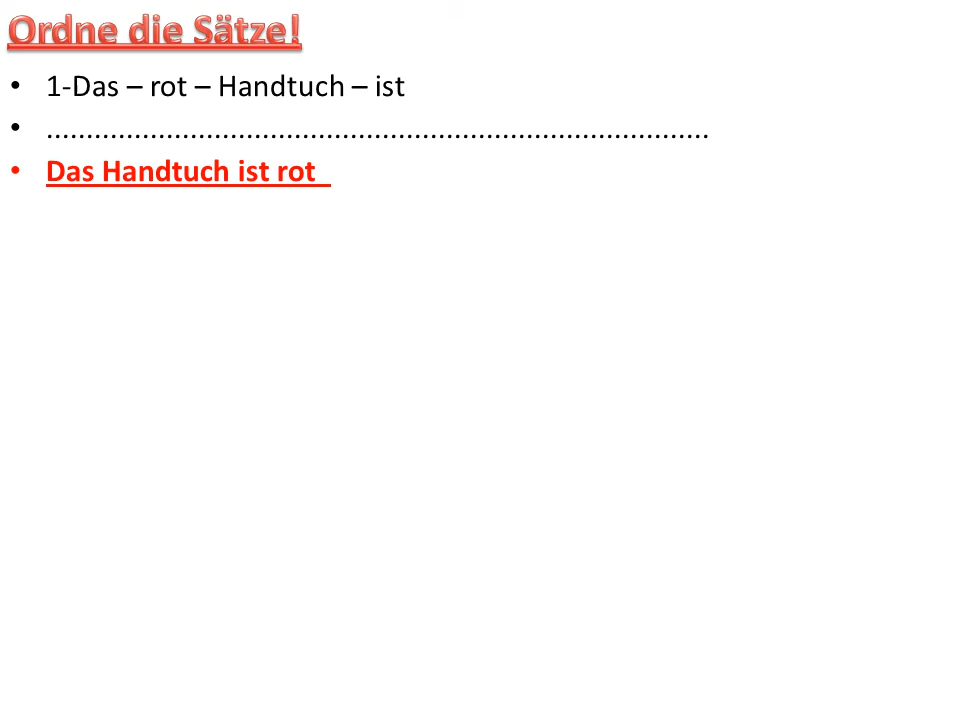 Ordne die Sätze!
• 1-Das – rot – Handtuch – ist
• ...................................................................................
• Das Handtuch ist rot